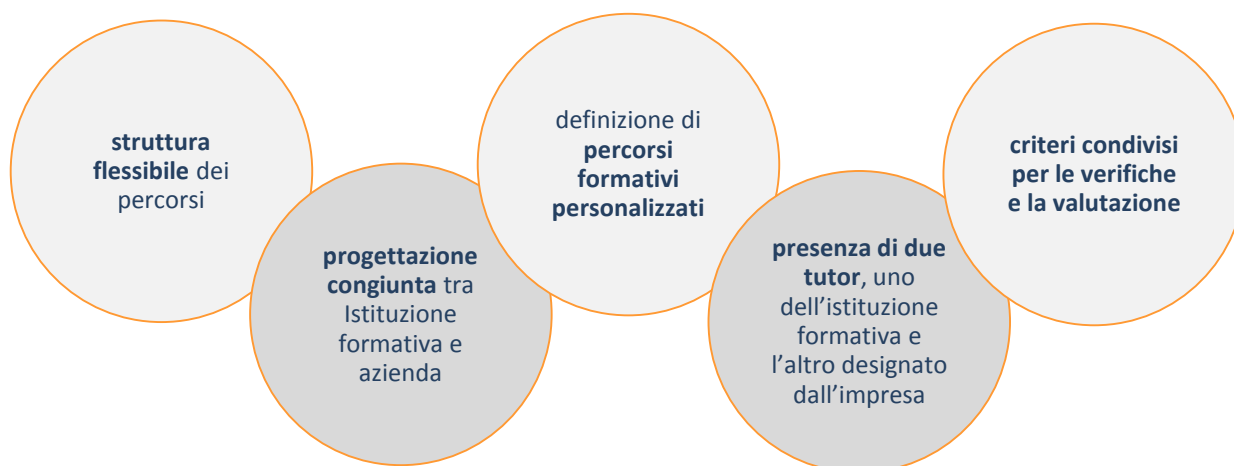 struttura
flessibile dei
percorsi
progettazione
congiunta tra
Istituzione
formativa e
azienda
definizione di
percorsi
formativi
personalizzati
presenza di due
tutor, uno
dell’istituzione
formativa e
l’altro designato
dall’impresa
criteri condivisi
per le verifiche
e la valutazione